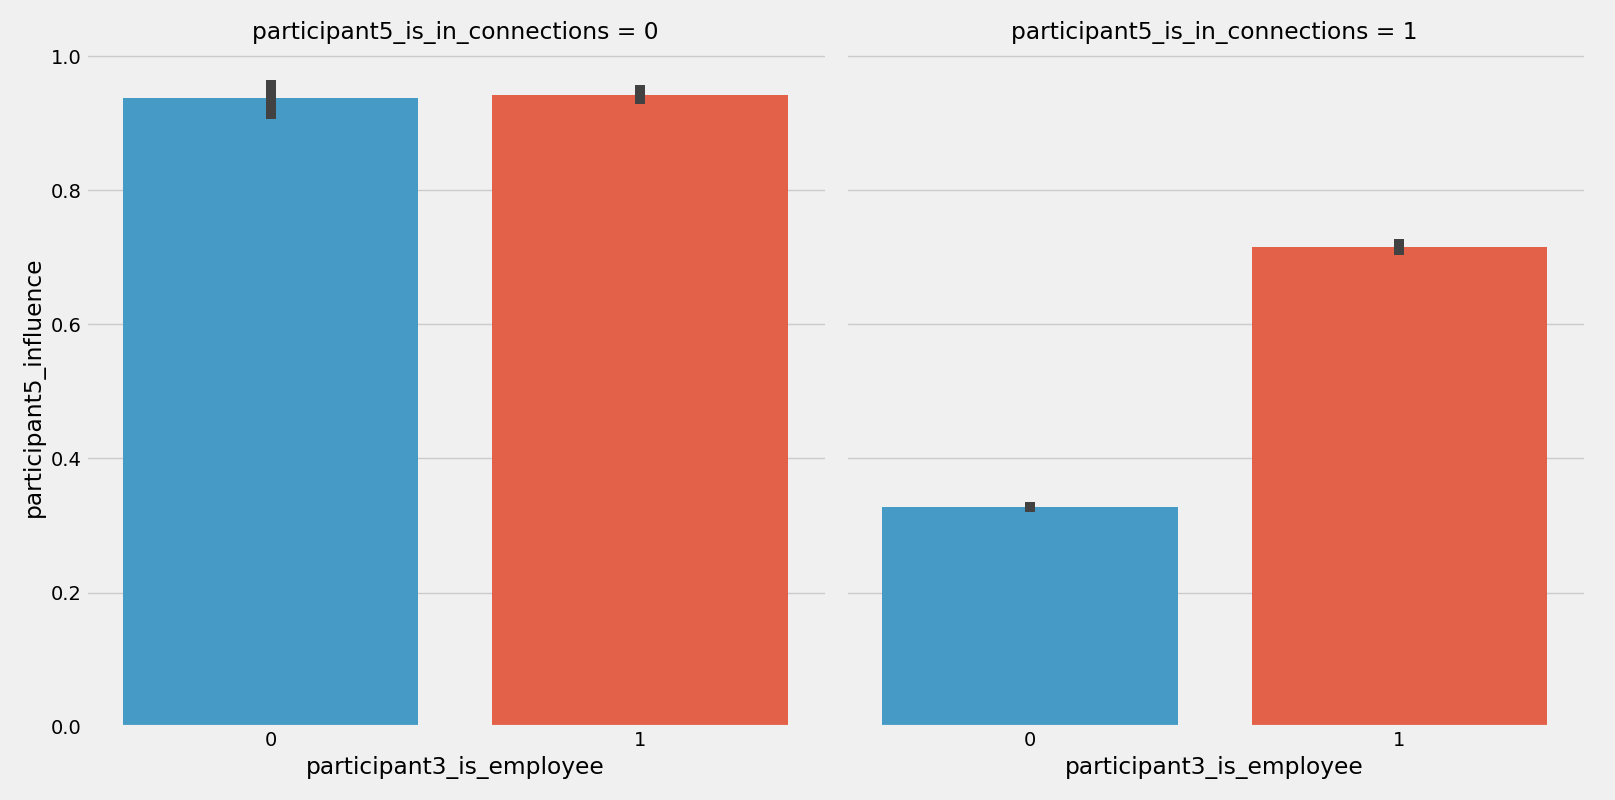 participant5_is_in_connections = 0
participant5_is_in_connections = 1
participant5_influence
1.0
0.8
0.6
0.4
0.2
0.0
0
1
0
1
participant3_is_employee
participant3_is_employee